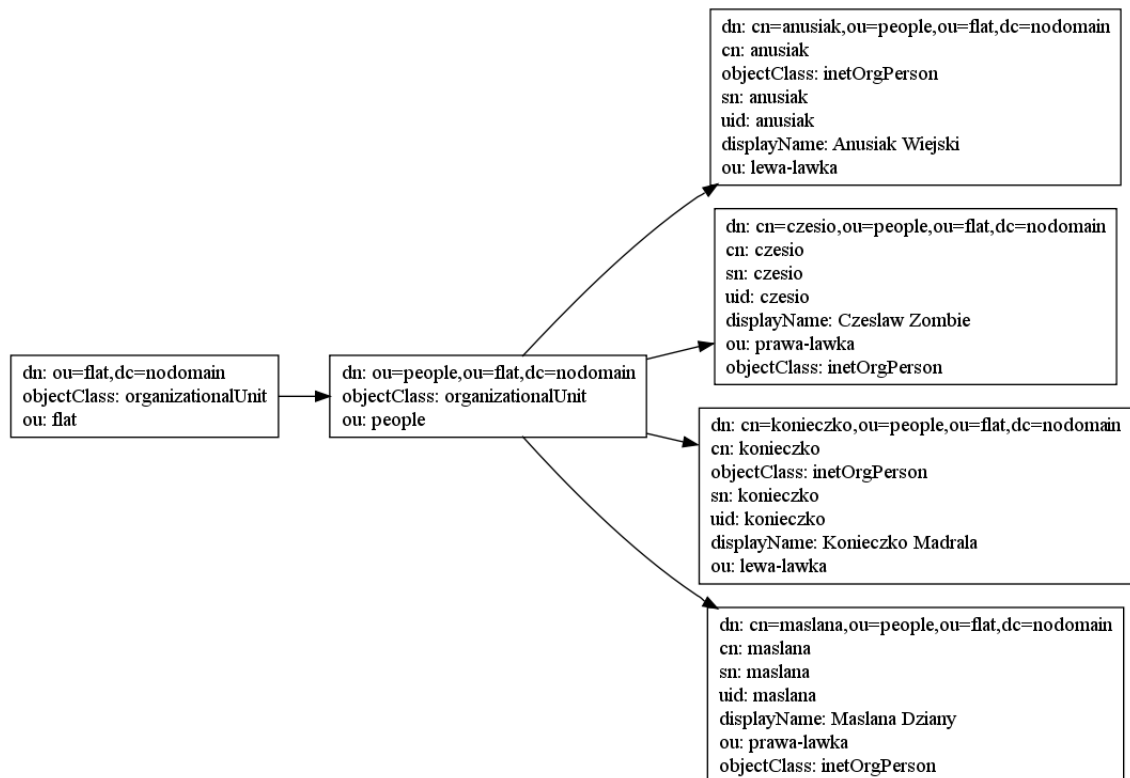 dn: ou=flat,dc=nodomain
objectClass: organizationalUnit
ou: flat
dn: ou=people,ou=flat,dc=nodomain
objectClass: organizationalUnit
ou: people
dn: cn=anusiak,ou=people,ou=flat,dc=nodomain
cn: anusiak
objectClass: inetOrgPerson
sn: anusiak
uid: anusiak
displayName: Anusiak Wiejski
ou: lewa-lawka
dn: cn=czesio,ou=people,ou=flat,dc=nodomain
cn: czesio
sn: czesio
uid: czesio
displayName: Czeslaw Zombie
ou: prawa-lawka
objectClass: inetOrgPerson
dn: cn=konieczko,ou=people,ou=flat,dc=nodomain
cn: konieczko
objectClass: inetOrgPerson
sn: konieczko
uid: konieczko
displayName: Konieczko Madrala
ou: lewa-lawka
dn: cn=maslana,ou=people,ou=flat,dc=nodomain
cn: maslana
sn: maslana
uid: maslana
displayName: Maslana Dziany
ou: prawa-lawka
objectClass: inetOrgPerson